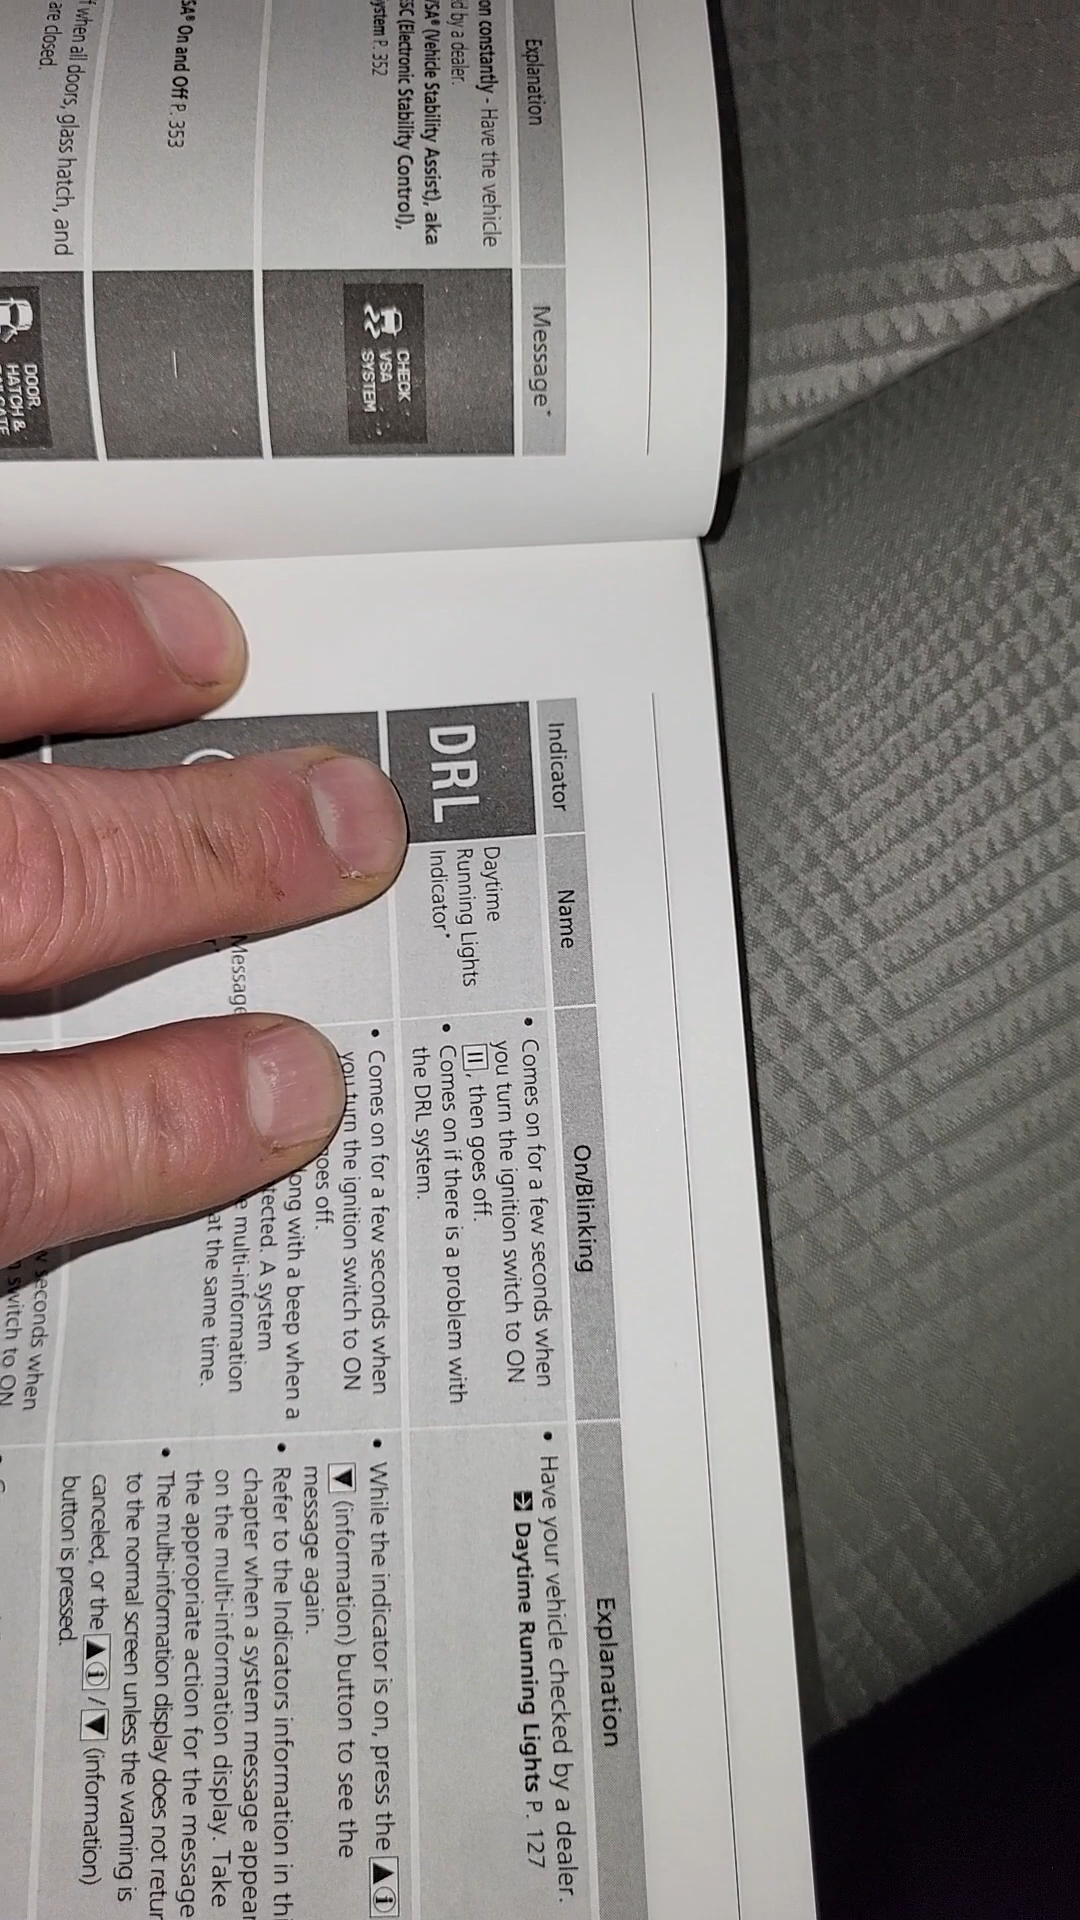 Explanation
Message*
on constantly - Have the vehicle
d by a dealer.
VSA® (Vehicle Stability Assist), aka
ESC (Electronic Stability Control),
System P. 352
CHECK
VSA
SYSTEM
SA® On and Off P. 353
—
f when all doors, glass hatch, and
are closed.
DOOR,
HATCH &
Indicator
Name
On/Blinking
Explanation
DRL
Daytime
Running Lights
Indicator*
• Comes on for a few seconds when
you turn the ignition switch to ON
II, then goes off.
• Comes on if there is a problem with
the DRL system.
• Have your vehicle checked by a dealer.
Daytime Running Lights P. 127
Message
• Comes on for a few seconds when
you turn the ignition switch to ON
goes off.
ong with a beep when a
tected. A system
multi-information
at the same time.
• While the indicator is on, press the ▲ⓘ
▼ (information) button to see the
message again.
• Refer to the Indicators information in thi
chapter when a system message appear
on the multi-information display. Take
the appropriate action for the message
• The multi-information display does not retur
to the normal screen unless the warning is
canceled, or the ▲ⓘ / ▼ (information)
button is pressed.
seconds when
switch to ON